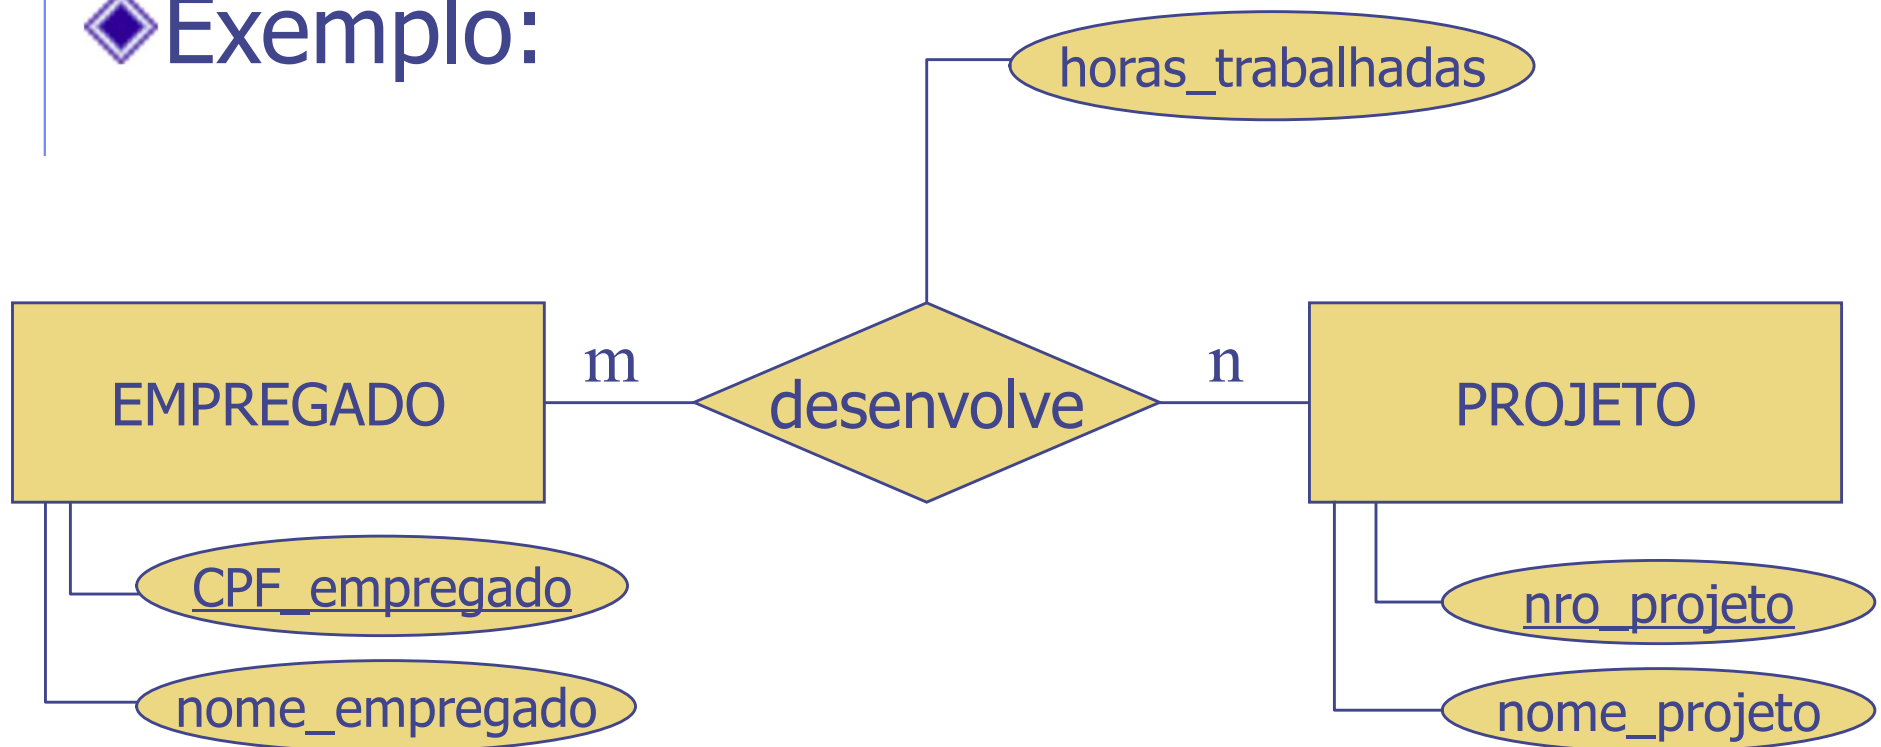 Exemplo:
horas_trabalhadas
EMPREGADO
m
desenvolve
n
PROJETO
CPF_empregado
nome_empregado
nro_projeto
nome_projeto